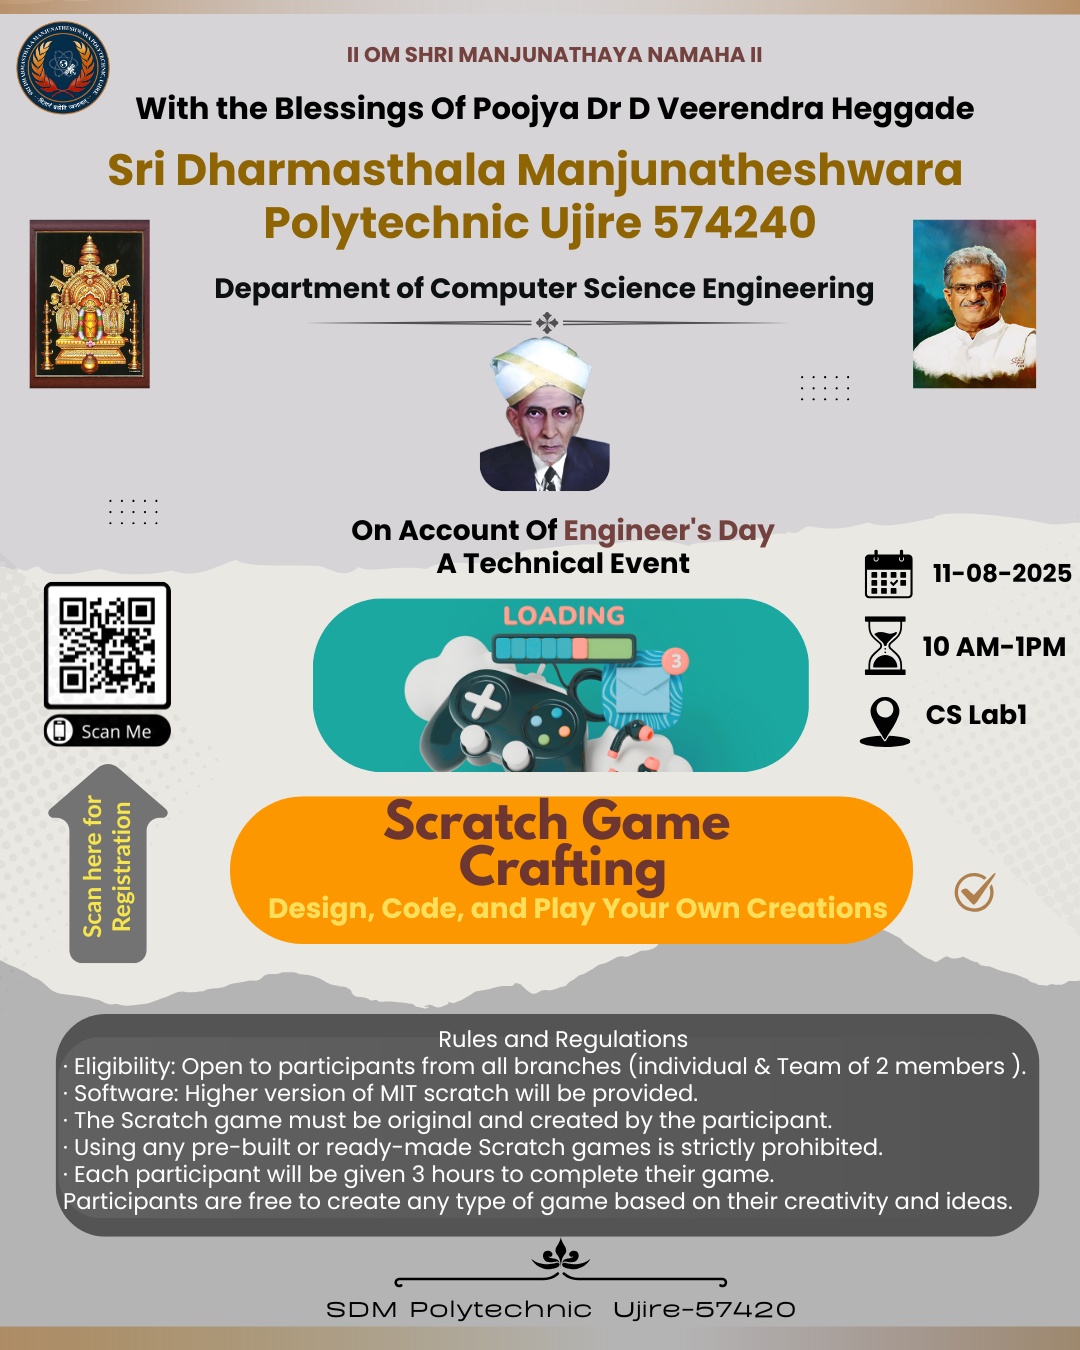 II OM SHRI MANJUNATHAYA NAMAHA II
With the Blessings Of Poojya Dr D Veerendra Heggade
Sri Dharmasthala Manjunatheshwara
Polytechnic Ujire 574240
Department of Computer Science Engineering
On Account Of Engineer's Day
A Technical Event
11-08-2025
10 AM-1PM
CS Lab1
LOADING
3
Scan Me
Scan here for
Registration
Scratch Game
Crafting
Design, Code, and Play Your Own Creations
Rules and Regulations
· Eligibility: Open to participants from all branches (individual & Team of 2 members ).
· Software: Higher version of MIT scratch will be provided.
· The Scratch game must be original and created by the participant.
· Using any pre-built or ready-made Scratch games is strictly prohibited.
· Each participant will be given 3 hours to complete their game.
Participants are free to create any type of game based on their creativity and ideas.
SDM Polytechnic Ujire-57420